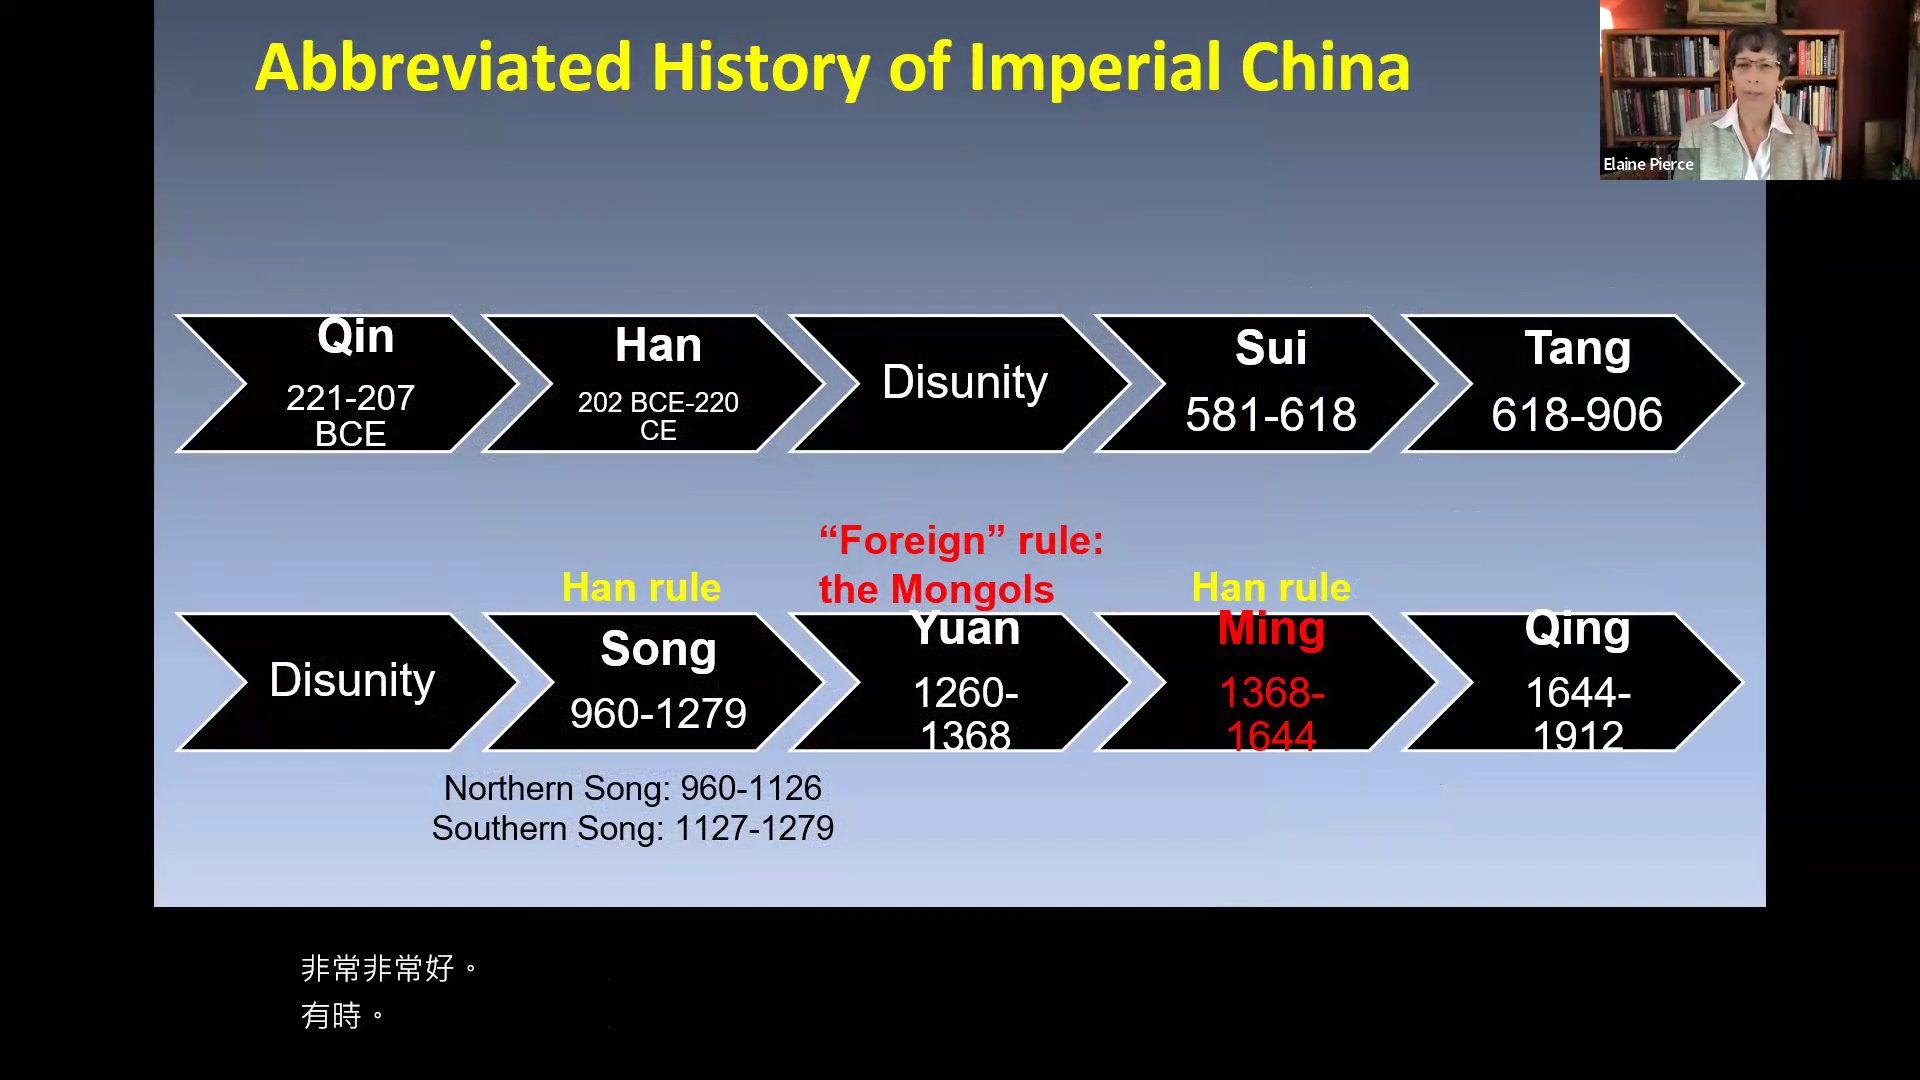 Abbreviated History of Imperial China
Elaine Pierce
Qin
221-207
BCE
Han
202 BCE-220
CE
Disunity
Sui
581-618
Tang
618-906
Disunity
Han rule
Song
960-1279
Northern Song: 960-1126
Southern Song: 1127-1279
“Foreign” rule:
the Mongols
Yuan
1260-
1368
Han rule
Ming
1368-
1644
Qing
1644-
1912
非常非常好。
有時。